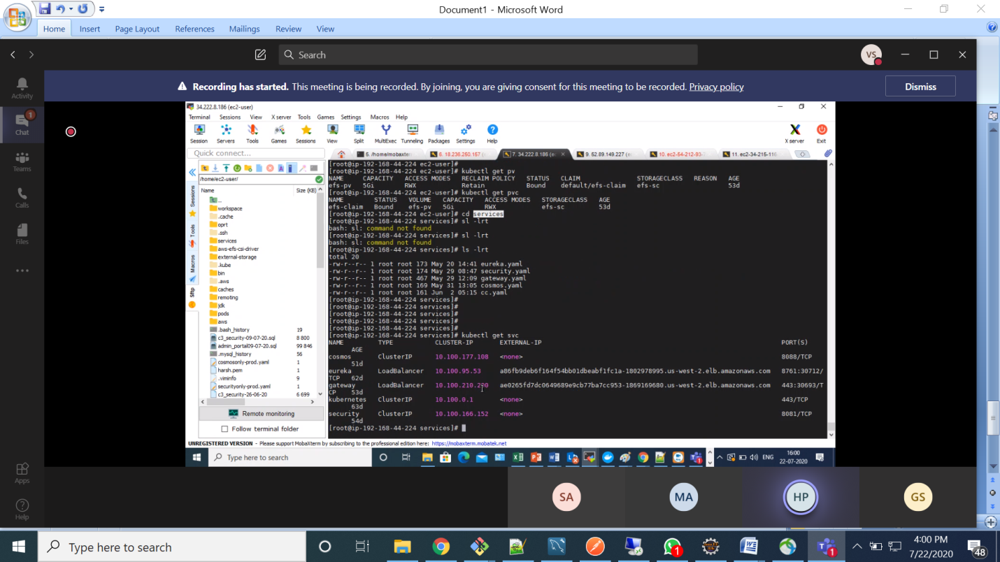 Document1 - Microsoft Word
Home Insert Page Layout References Mailings Review View
Search
VS
Recording has started. This meeting is being recorded. By joining, you are giving consent for this meeting to be recorded. Privacy policy
Dismiss
Activity
1
Chat
Teams
Calls
Files
Apps
Help
34.222.8.186 (ec2-user)
Terminal Sessions View X server Tools Games Settings Macros Help
Session Servers Tools Games Sessions View Split MultiExec Tunneling Packages Settings Help X server Exit
Quick connect...
5. /home/mobaxter
6. 18.236.250.167 (
7. 34.222.8.186 (e
9. 52.89.149.227 (e
10. ec2-54-212-93-
11. ec2-34-215-116
/home/ec2-user/
Name Size (KB)
..
workspace
.cache
oprt
.ssh
services
aws-efs-csi-driver
external-storage
.kube
bin
.aws
caches
remoting
jdk
pods
aws
.bash_history 19
c3_security-09-07-20.sql 8 800
admin_portal09-07-20.sql 99 846
.mysql_history 56
cosmosonly-prod.yaml 1
harsh.pem 1
.viminfo 9
securityonly-prod.yaml 1
c3_security-26-06-20 6 699
Remote monitoring
Follow terminal folder
Sessions
Tools
Macros
Sftp
[root@ip-192-168-44-224 ec2-user]#
[root@ip-192-168-44-224 ec2-user]# kubectl get pv
NAME CAPACITY ACCESS MODES RECLAIM POLICY STATUS CLAIM STORAGECLASS REASON AGE
efs-pv 5Gi RWX Retain Bound default/efs-claim efs-sc 53d
[root@ip-192-168-44-224 ec2-user]# kubectl get pvc
NAME STATUS VOLUME CAPACITY ACCESS MODES STORAGECLASS AGE
efs-claim Bound efs-pv 5Gi RWX efs-sc 53d
[root@ip-192-168-44-224 ec2-user]# cd services
[root@ip-192-168-44-224 services]# sl -lrt
bash: sl: command not found
[root@ip-192-168-44-224 services]# sl -lrt
bash: sl: command not found
[root@ip-192-168-44-224 services]# ls -lrt
total 20
-rw-r--r-- 1 root root 173 May 20 14:41 eureka.yaml
-rw-r--r-- 1 root root 174 May 29 08:47 security.yaml
-rw-r--r-- 1 root root 467 May 29 12:09 gateway.yaml
-rw-r--r-- 1 root root 169 May 31 13:05 cosmos.yaml
-rw-r--r-- 1 root root 161 Jun 2 05:15 cc.yaml
[root@ip-192-168-44-224 services]#
[root@ip-192-168-44-224 services]#
[root@ip-192-168-44-224 services]#
[root@ip-192-168-44-224 services]#
[root@ip-192-168-44-224 services]#
[root@ip-192-168-44-224 services]# kubectl get svc
NAME TYPE CLUSTER-IP EXTERNAL-IP PORT(S)
AGE
cosmos ClusterIP 10.100.177.108 <none> 8088/TCP
51d
eureka LoadBalancer 10.100.95.53 a86fb9deb6f164f54bb01dbeabf1fc1a-1802978995.us-west-2.elb.amazonaws.com 8761:30712/
TCP 62d
gateway LoadBalancer 10.100.210.200 ae0265fd7dc0649689e9cb77ba7cc953-1869169680.us-west-2.elb.amazonaws.com 443:30693/T
CP 53d
kubernetes ClusterIP 10.100.0.1 <none> 443/TCP
63d
security ClusterIP 10.100.166.152 <none> 8081/TCP
54d
[root@ip-192-168-44-224 services]#
UNREGISTERED VERSION - Please support MobaXterm by subscribing to the professional edition here: https://mobaxterm.mobatek.net
Type here to search
ENG
16:00
22-07-2020
SA MA HP GS
Type here to search
1
1
4:00 PM
7/22/2020
48